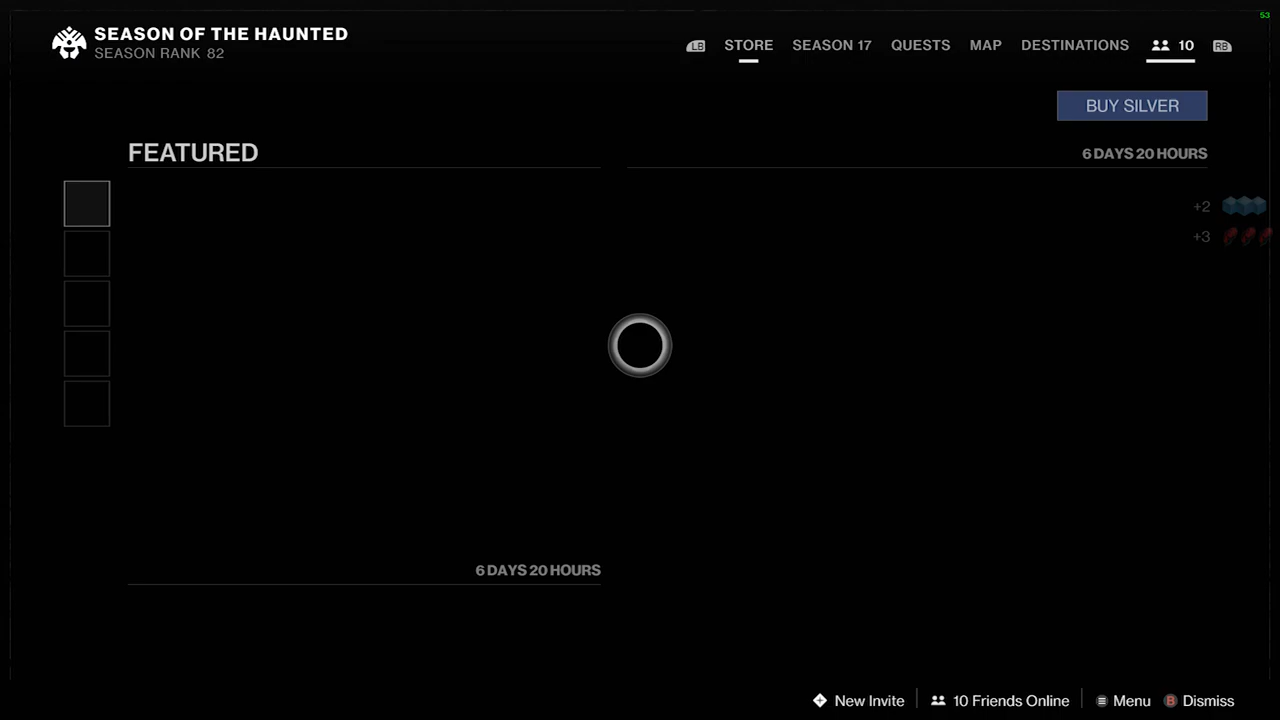 53
SEASON OF THE HAUNTED
SEASON RANK 82
LB STORE SEASON 17 QUESTS MAP DESTINATIONS 10 RB
BUY SILVER
FEATURED
6 DAYS 20 HOURS
+2
+3
6 DAYS 20 HOURS
New Invite 10 Friends Online Menu B Dismiss